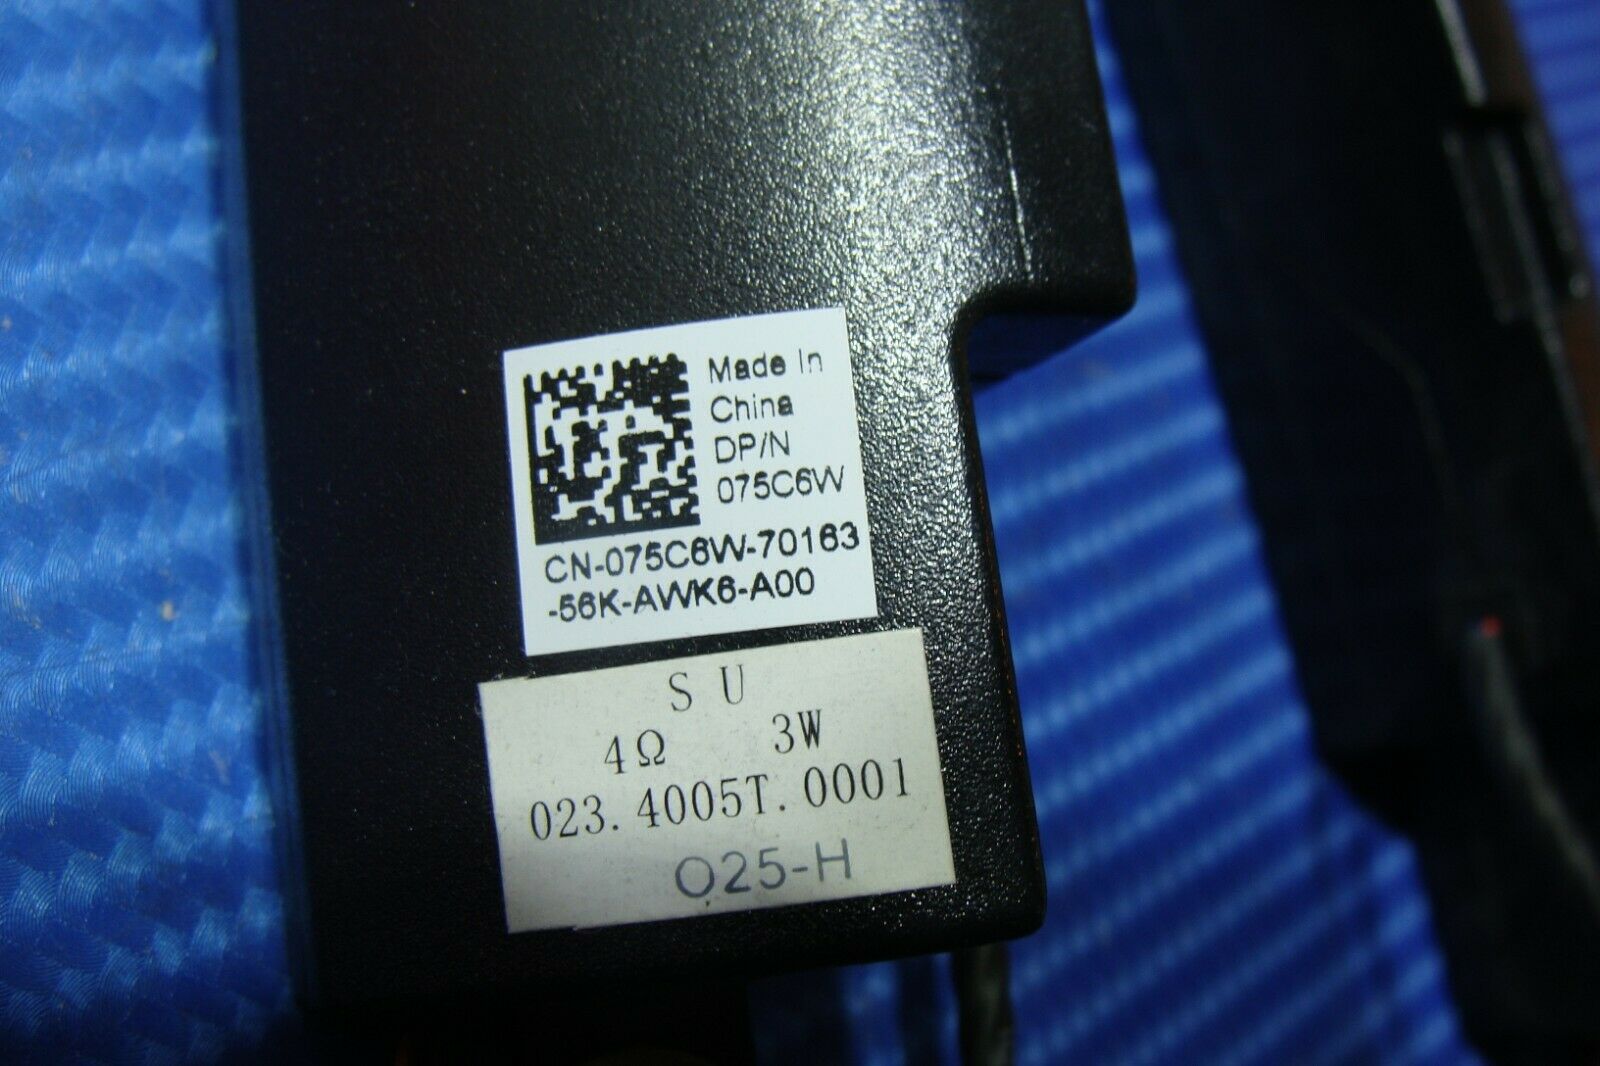 Made In
China
DP/N
075C6W
CN-075C6W-70163
-56K-AWK6-A00
S U
4Ω 3W
023.4005T.0001
O25-H